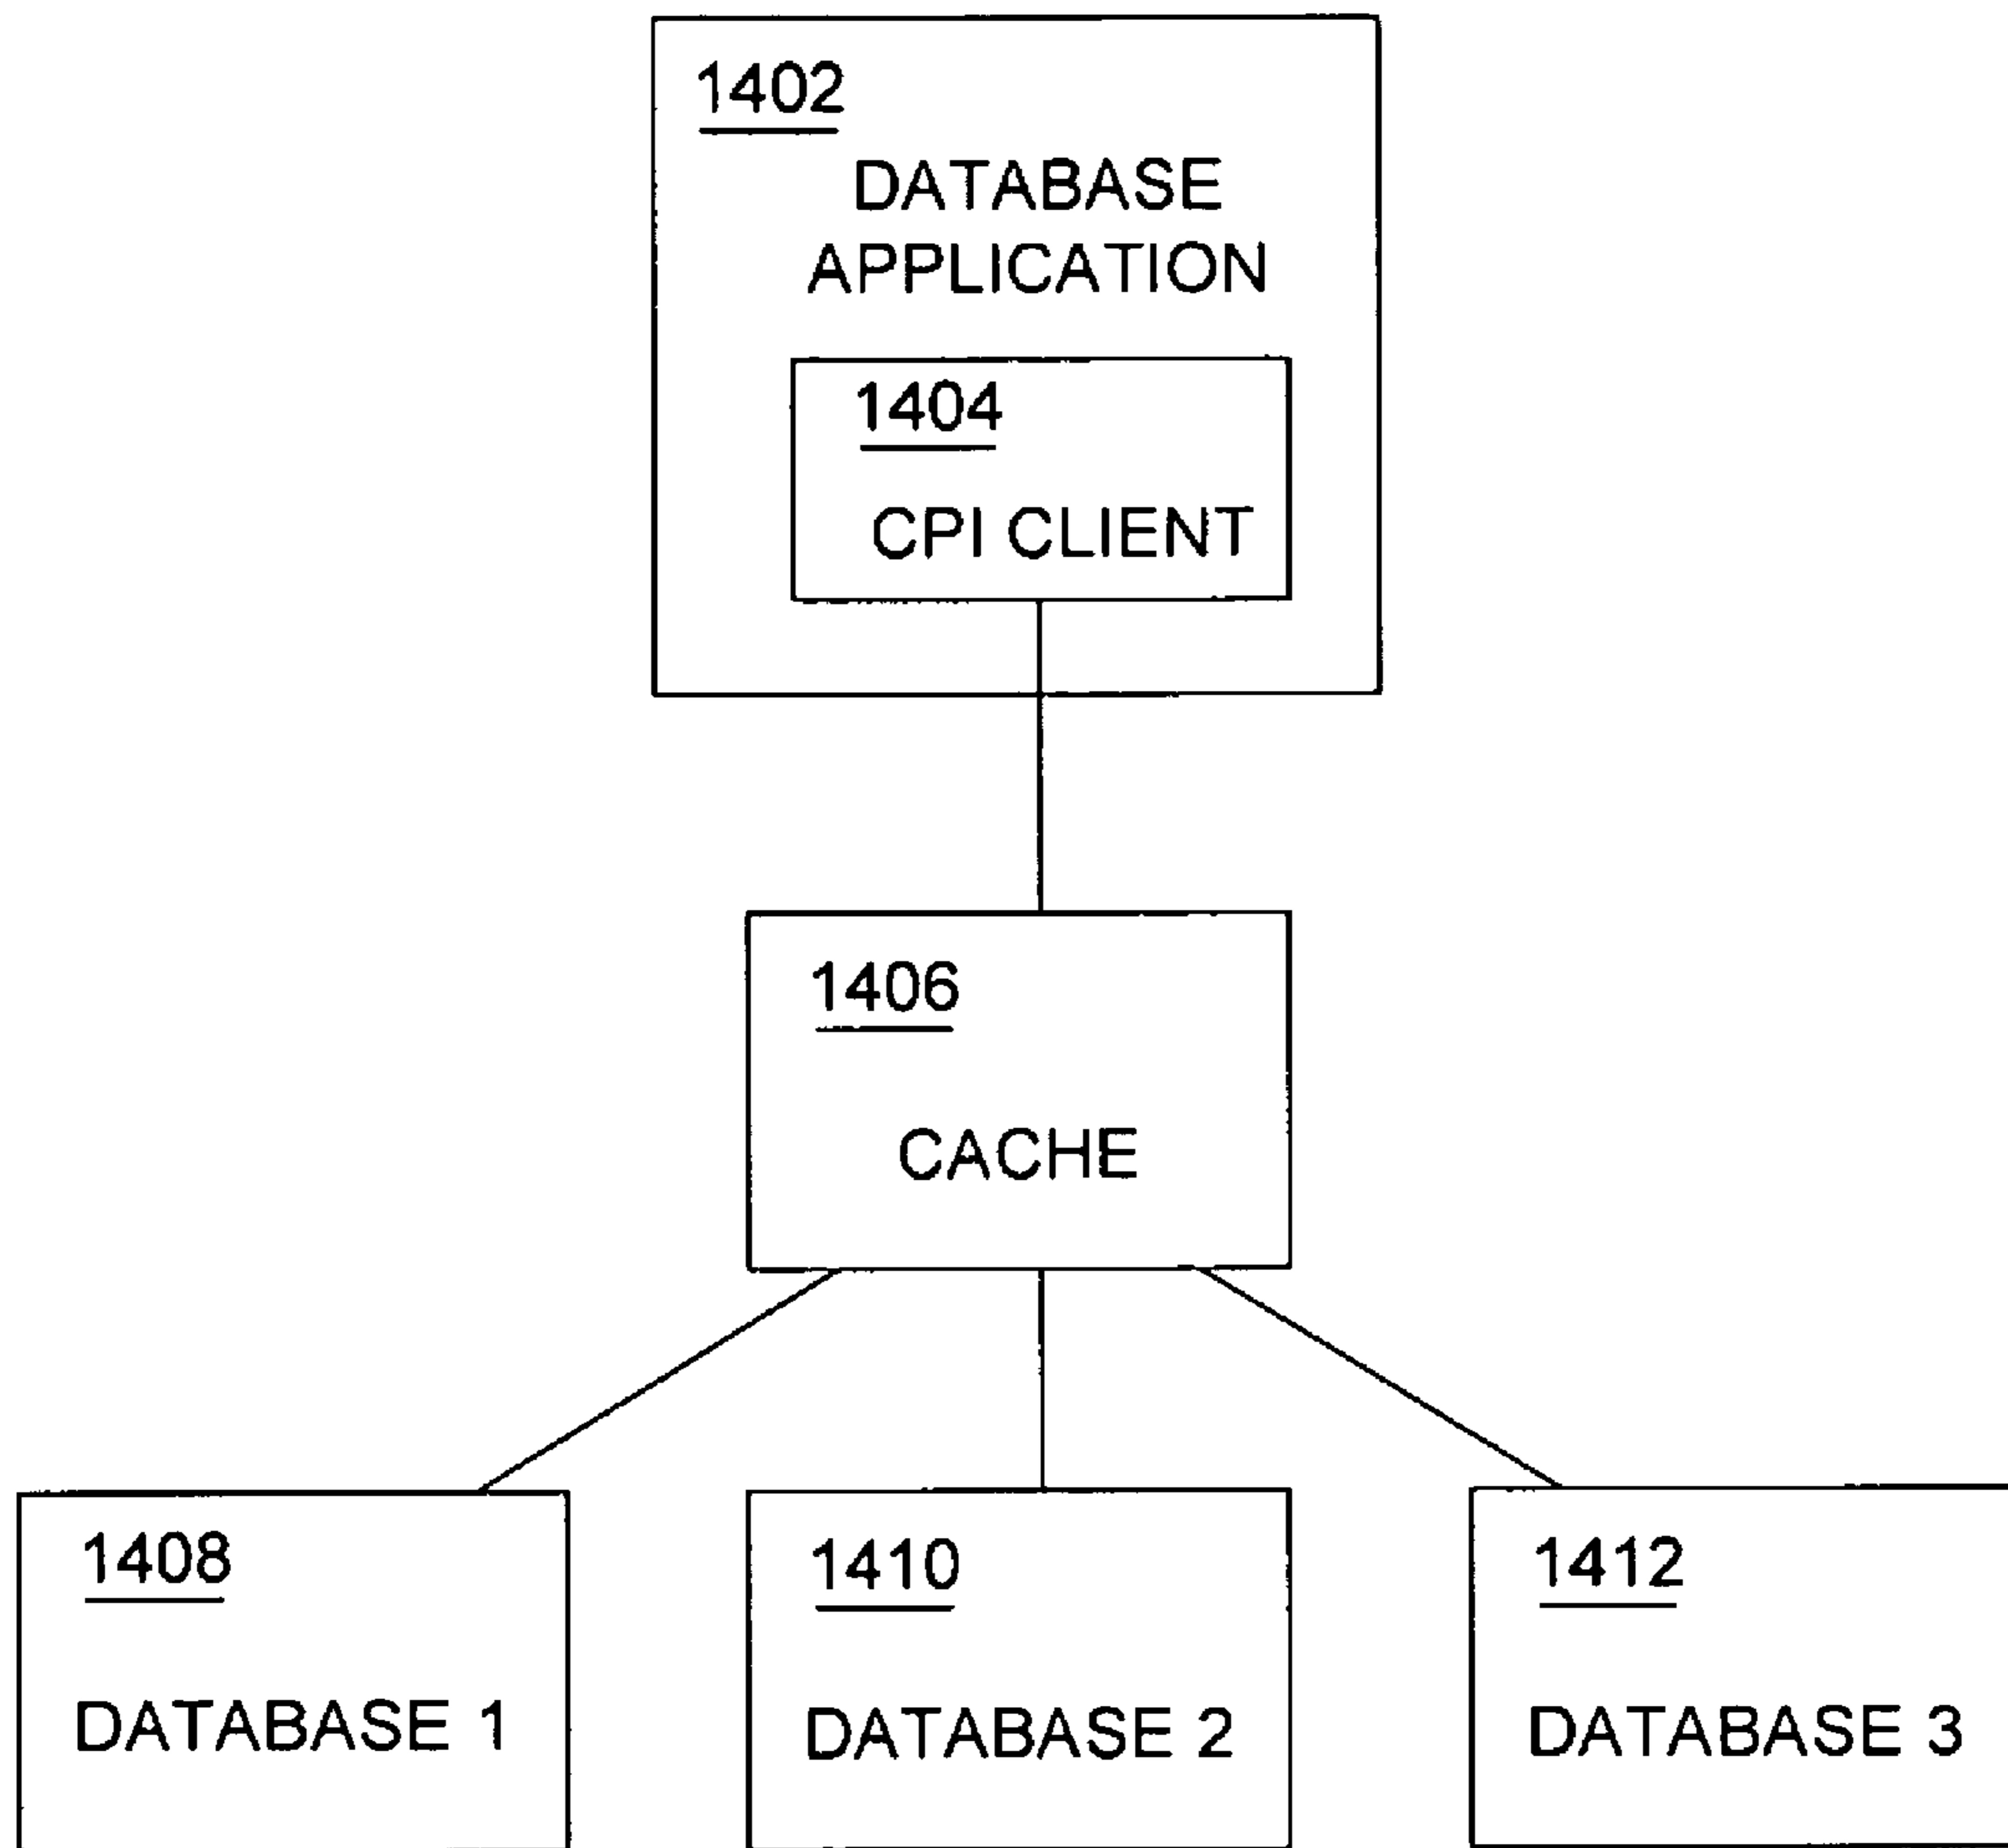 1402
DATABASE
APPLICATION
1404
CPI CLIENT
1406
CACHE
1408
DATABASE 1
1410
DATABASE 2
1412
DATABASE 3